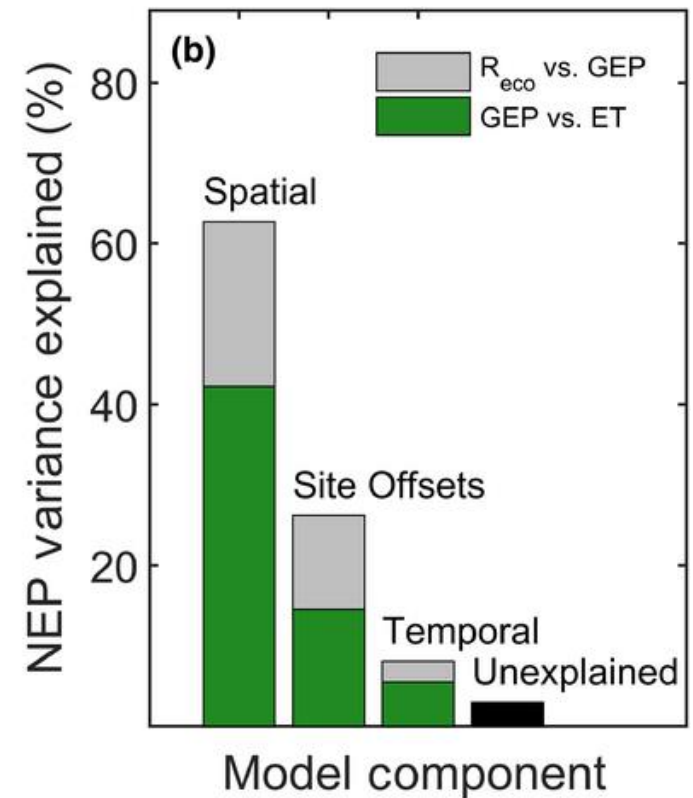 (b)
R_eco vs. GEP
GEP vs. ET
NEP variance explained (%)
80
60
40
20
Spatial
Site Offsets
Temporal
Unexplained
Model component